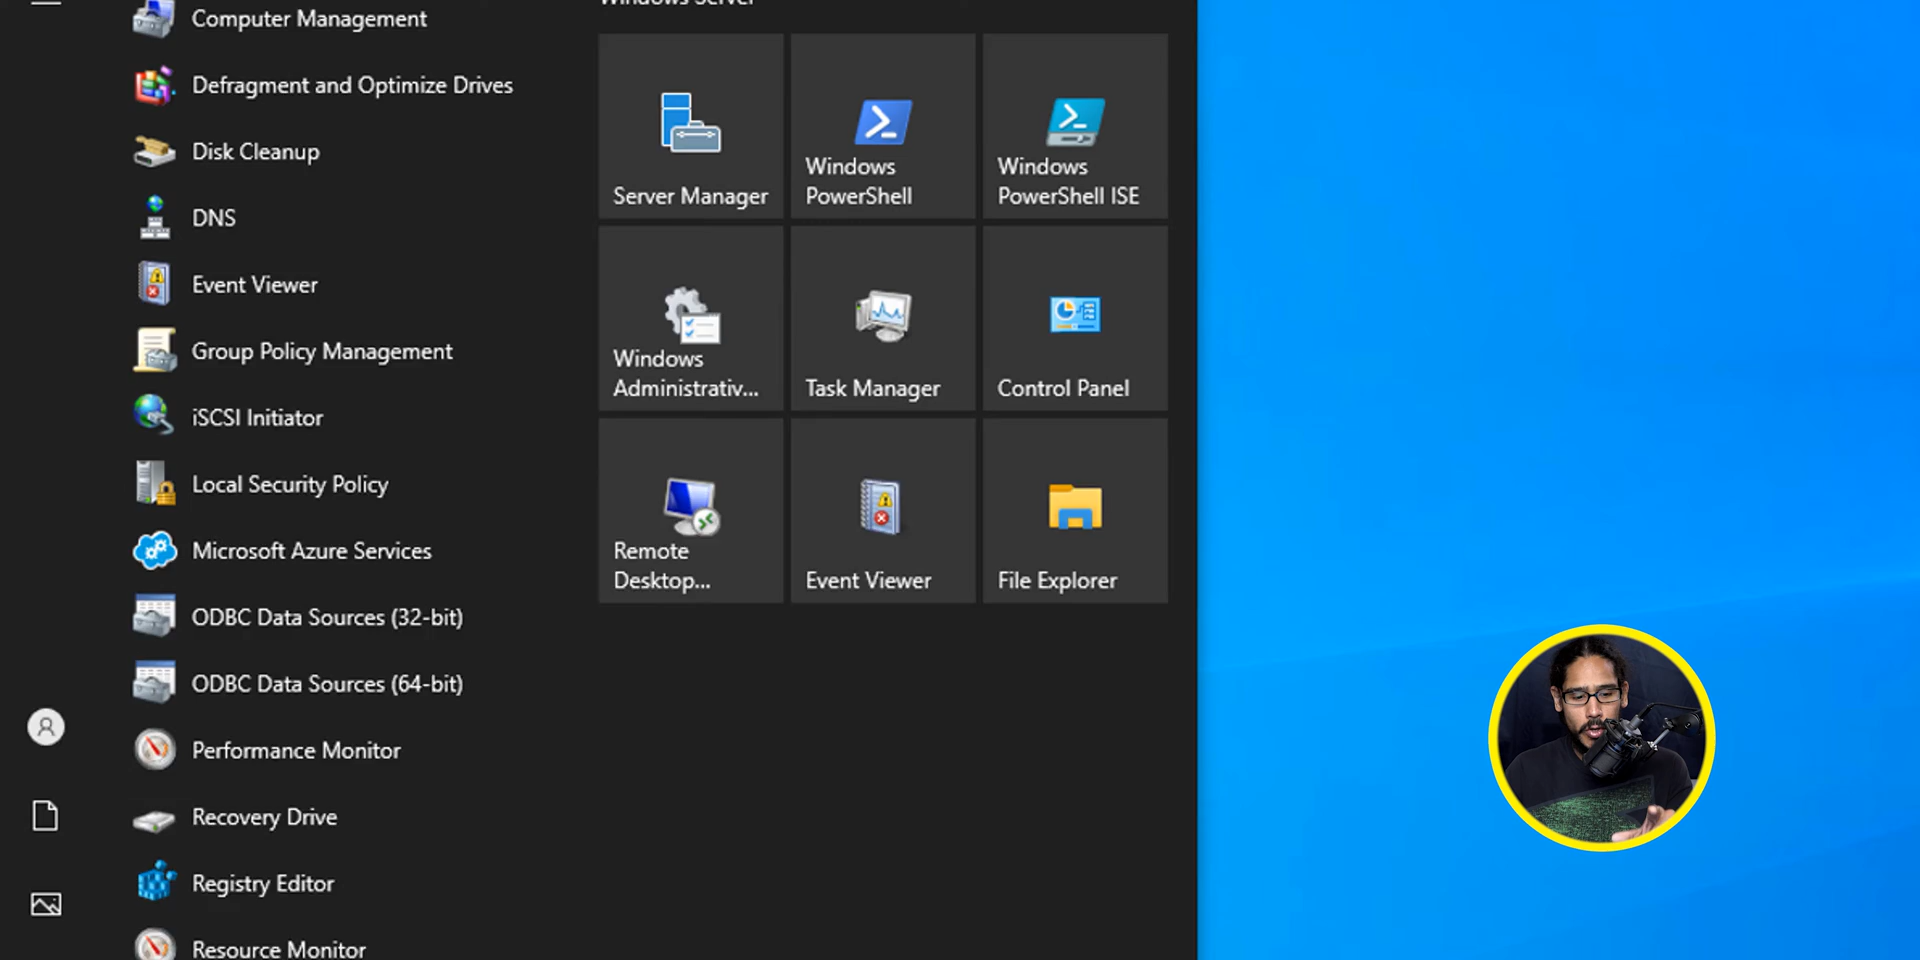 Windows Server
Computer Management
Defragment and Optimize Drives
Disk Cleanup
DNS
Event Viewer
Group Policy Management
iSCSI Initiator
Local Security Policy
Microsoft Azure Services
ODBC Data Sources (32-bit)
ODBC Data Sources (64-bit)
Performance Monitor
Recovery Drive
Registry Editor
Resource Monitor
Server Manager
Windows
PowerShell
Windows
PowerShell ISE
Windows
Administrativ...
Task Manager
Control Panel
Remote
Desktop...
Event Viewer
File Explorer